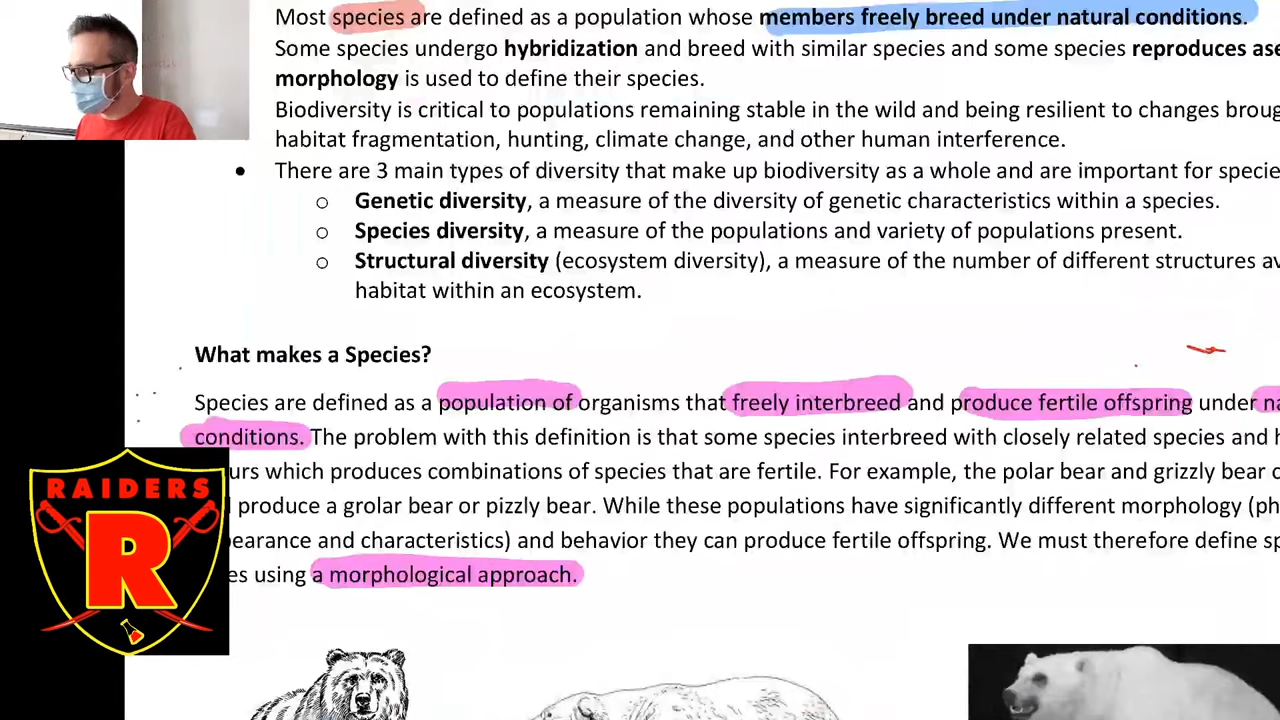 Most species are defined as a population whose members freely breed under natural conditions.
Some species undergo hybridization and breed with similar species and some species reproduces
morphology is used to define their species.
Biodiversity is critical to populations remaining stable in the wild and being resilient to changes
habitat fragmentation, hunting, climate change, and other human interference.
• There are 3 main types of diversity that make up biodiversity as a whole and are important for
o Genetic diversity, a measure of the diversity of genetic characteristics within a species.
o Species diversity, a measure of the populations and variety of populations present.
o Structural diversity (ecosystem diversity), a measure of the number of different structures
habitat within an ecosystem.
What makes a Species?
Species are defined as a population of organisms that freely interbreed and produce fertile offspring under
conditions. The problem with this definition is that some species interbreed with closely related species and
which produces combinations of species that are fertile. For example, the polar bear and grizzly bear
produce a grolar bear or pizzly bear. While these populations have significantly different morphology
and characteristics) and behavior they can produce fertile offspring. We must therefore define
using a morphological approach.
RAIDERS
R